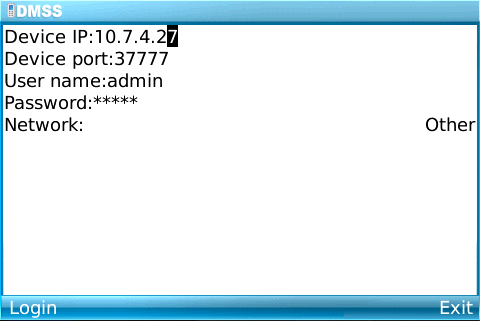 DMSS
Device IP:10.7.4.27
Device port:37777
User name:admin
Password:*****
Network: Other
Login Exit